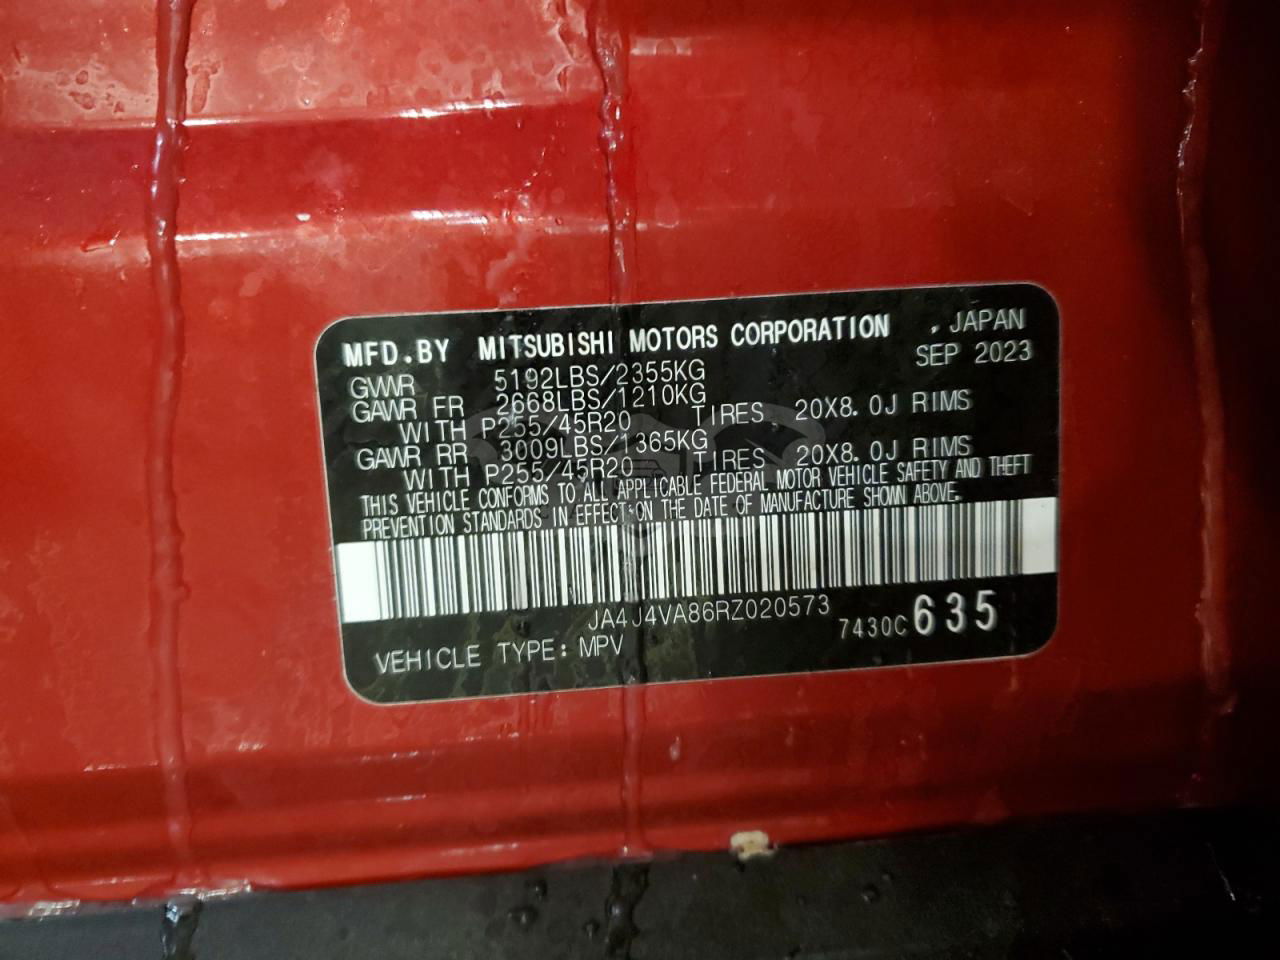 MFD.BY MITSUBISHI MOTORS CORPORATION , JAPAN
SEP 2023
GVWR 5192LBS/2355KG
GAWR FR 2668LBS/1210KG
WITH P255/45R20 TIRES 20X8.0J RIMS
GAWR RR 3009LBS/1365KG
WITH P255/45R20 TIRES 20X8.0J RIMS
THIS VEHICLE CONFORMS TO ALL APPLICABLE FEDERAL MOTOR VEHICLE SAFETY AND THEFT
PREVENTION STANDARDS IN EFFECT ON THE DATE OF MANUFACTURE SHOWN ABOVE.
JA4J4VA86RZ020573
7430C 635
VEHICLE TYPE: MPV